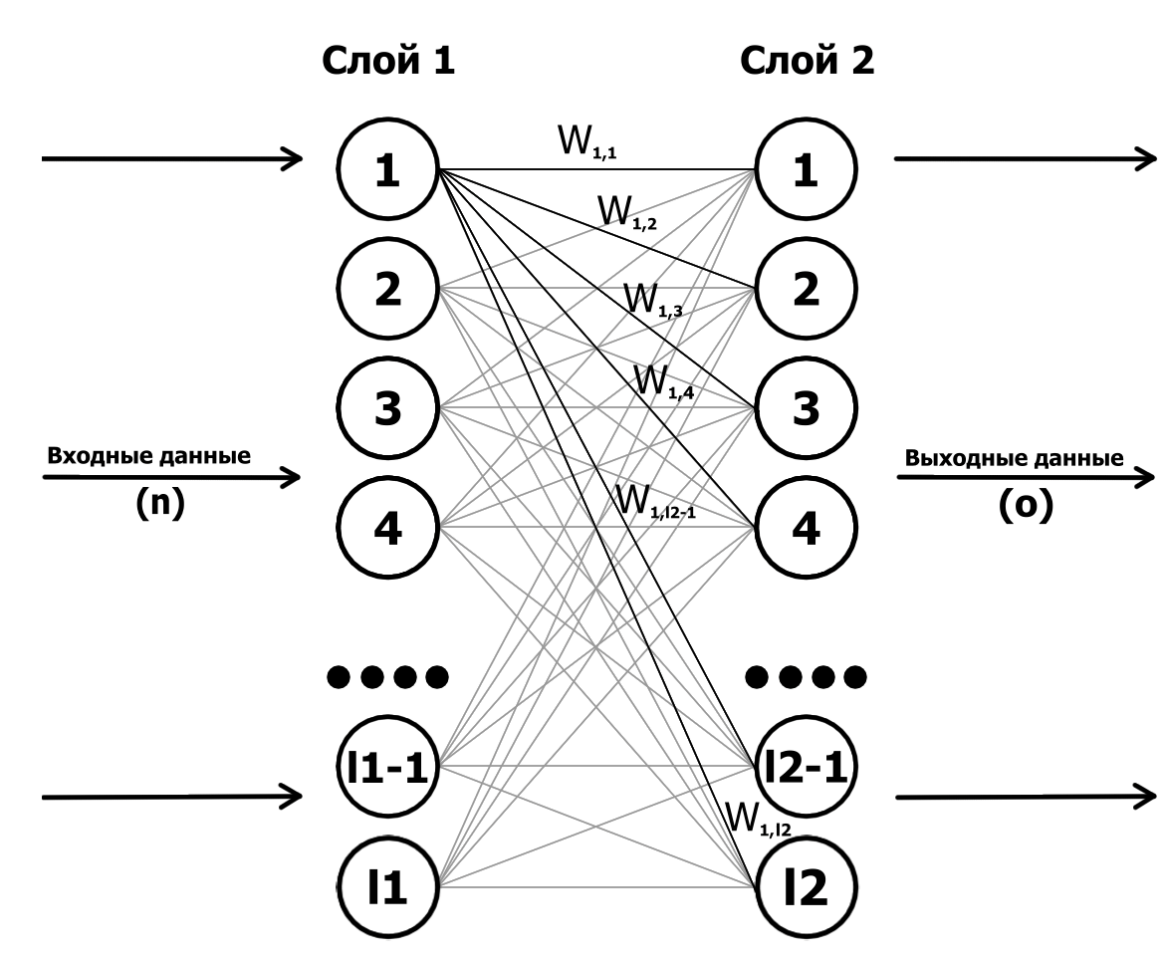 Слой 1 Слой 2
W1,1
1 1
W1,2
2 2
W1,3
W1,4
3 3
Входные данные Выходные данные
(n) (o)
W1,l2-1
4 4
l1-1 l2-1
W1,l2
l1 l2